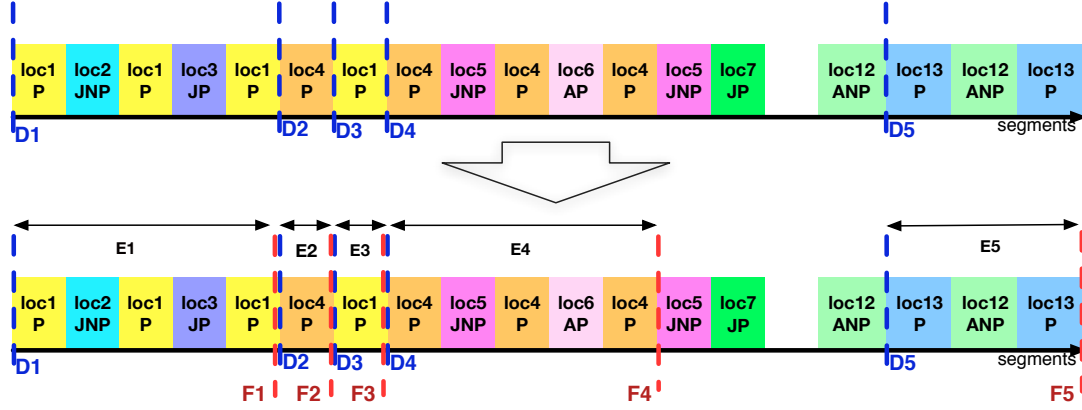 loc1 loc2 loc1 loc3 loc1 loc4 loc1 loc4 loc5 loc4 loc6 loc4 loc5 loc7 loc12 loc13 loc12 loc13
P JNP P JP P P P P JNP P AP P JNP JP ANP P ANP P
D1 D2 D3 D4 D5 segments
E1 E2 E3 E4 E5
loc1 loc2 loc1 loc3 loc1 loc4 loc1 loc4 loc5 loc4 loc6 loc4 loc5 loc7 loc12 loc13 loc12 loc13
P JNP P JP P P P P JNP P AP P JNP JP ANP P ANP P
D1 D2 D3 D4 D5 segments
F1 F2 F3 F4 F5